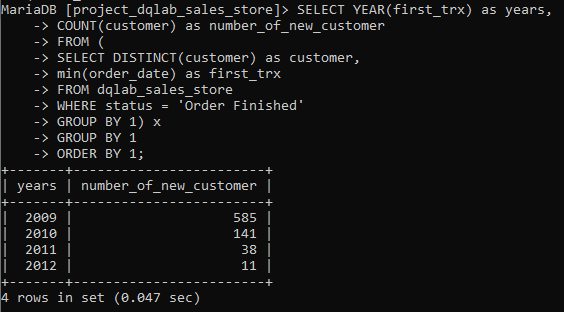 MariaDB [project_dqlab_sales_store]> SELECT YEAR(first_trx) as years,
    -> COUNT(customer) as number_of_new_customer
    -> FROM (
    -> SELECT DISTINCT(customer) as customer,
    -> min(order_date) as first_trx
    -> FROM dqlab_sales_store
    -> WHERE status = 'Order Finished'
    -> GROUP BY 1) x
    -> GROUP BY 1
    -> ORDER BY 1;
+-------+------------------------+
| years | number_of_new_customer |
+-------+------------------------+
|  2009 |                    585 |
|  2010 |                    141 |
|  2011 |                     38 |
|  2012 |                     11 |
+-------+------------------------+
4 rows in set (0.047 sec)